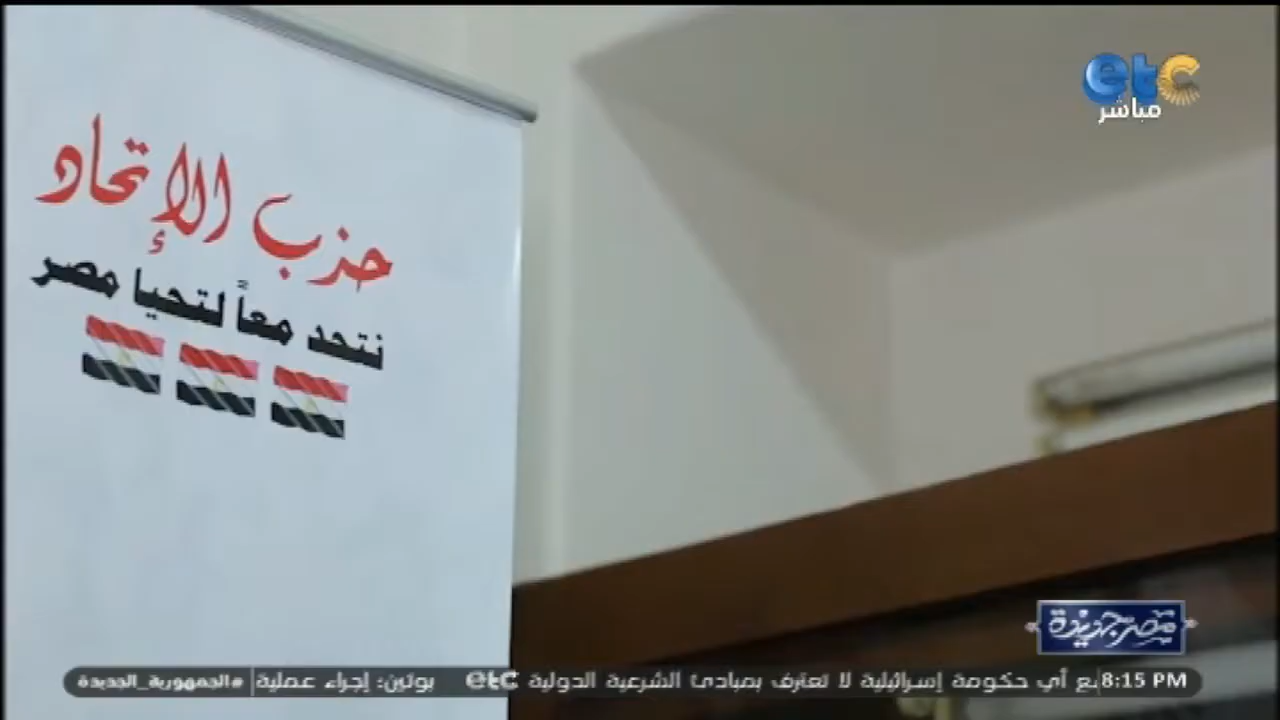 etc
مباشر
حزب الإتحاد
نتحد معاً لتحيا مصر
مصر جديدة
8:15 PM أي حكومة إسرائيلية لا تعترف بمبادئ الشرعية الدولية etc بوتين: إجراء عملية #الجمهورية_الجديدة